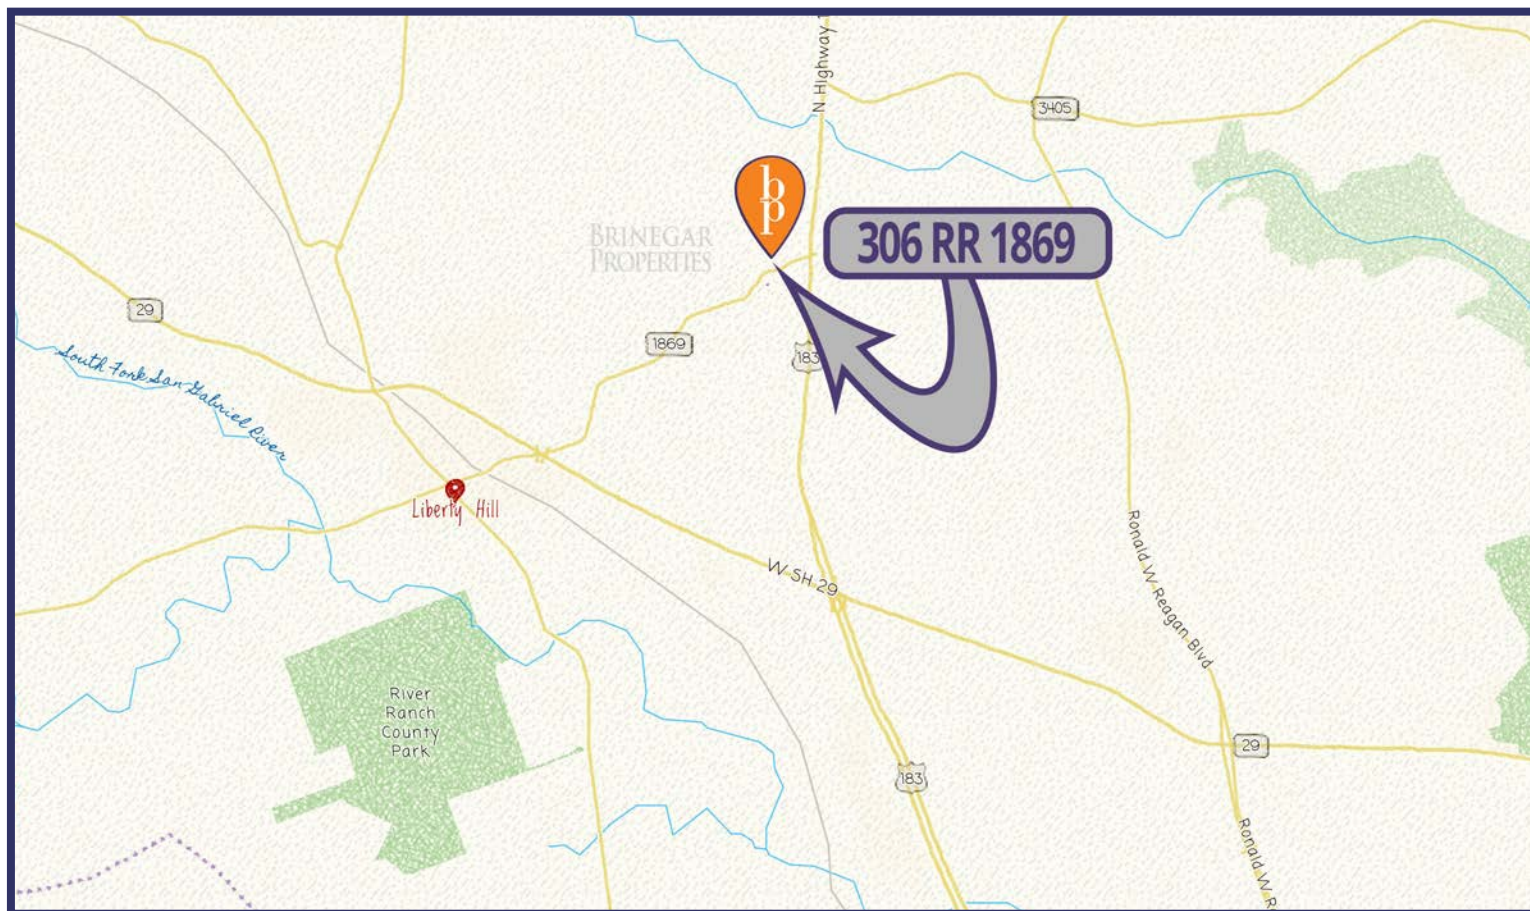 N Highway
3405
bp
BRINEGAR
PROPERTIES
306 RR 1869
29
1869
183
South Fork San Gabriel River
Liberty Hill
W SH 29
Ronald W Reagan Blvd
River
Ranch
County
Park
29
183
Ronald W R